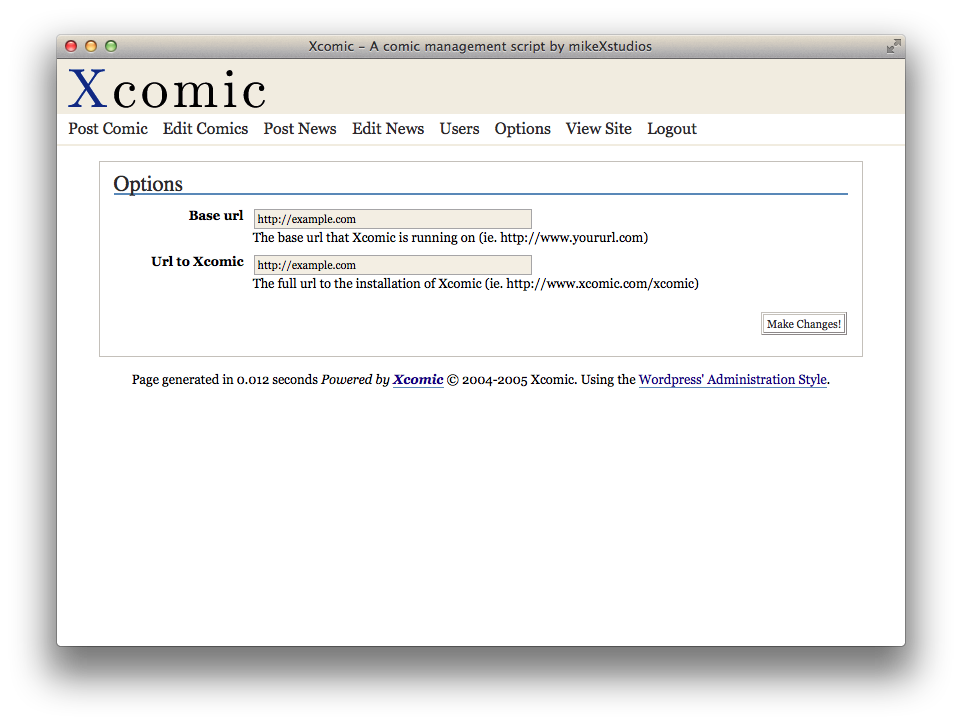 Xcomic – A comic management script by mikeXstudios
Xcomic
Post Comic Edit Comics Post News Edit News Users Options View Site Logout
Options
Base url http://example.com
The base url that Xcomic is running on (ie. http://www.yoururl.com)
Url to Xcomic http://example.com
The full url to the installation of Xcomic (ie. http://www.xcomic.com/xcomic)
Make Changes!
Page generated in 0.012 seconds Powered by Xcomic © 2004-2005 Xcomic. Using the Wordpress' Administration Style.